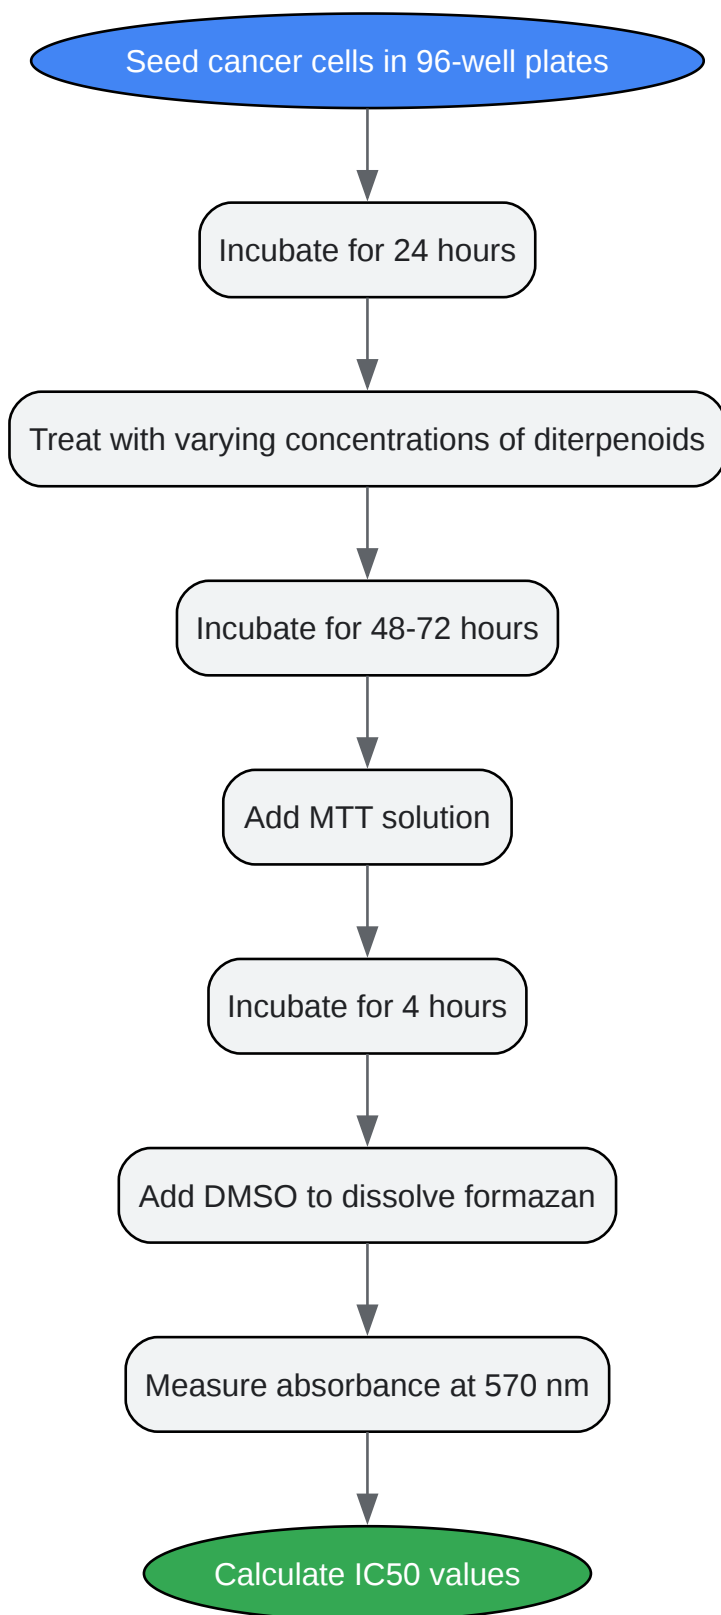 Seed cancer cells in 96-well plates
Incubate for 24 hours
Treat with varying concentrations of diterpenoids
Incubate for 48-72 hours
Add MTT solution
Incubate for 4 hours
Add DMSO to dissolve formazan
Measure absorbance at 570 nm
Calculate IC50 values